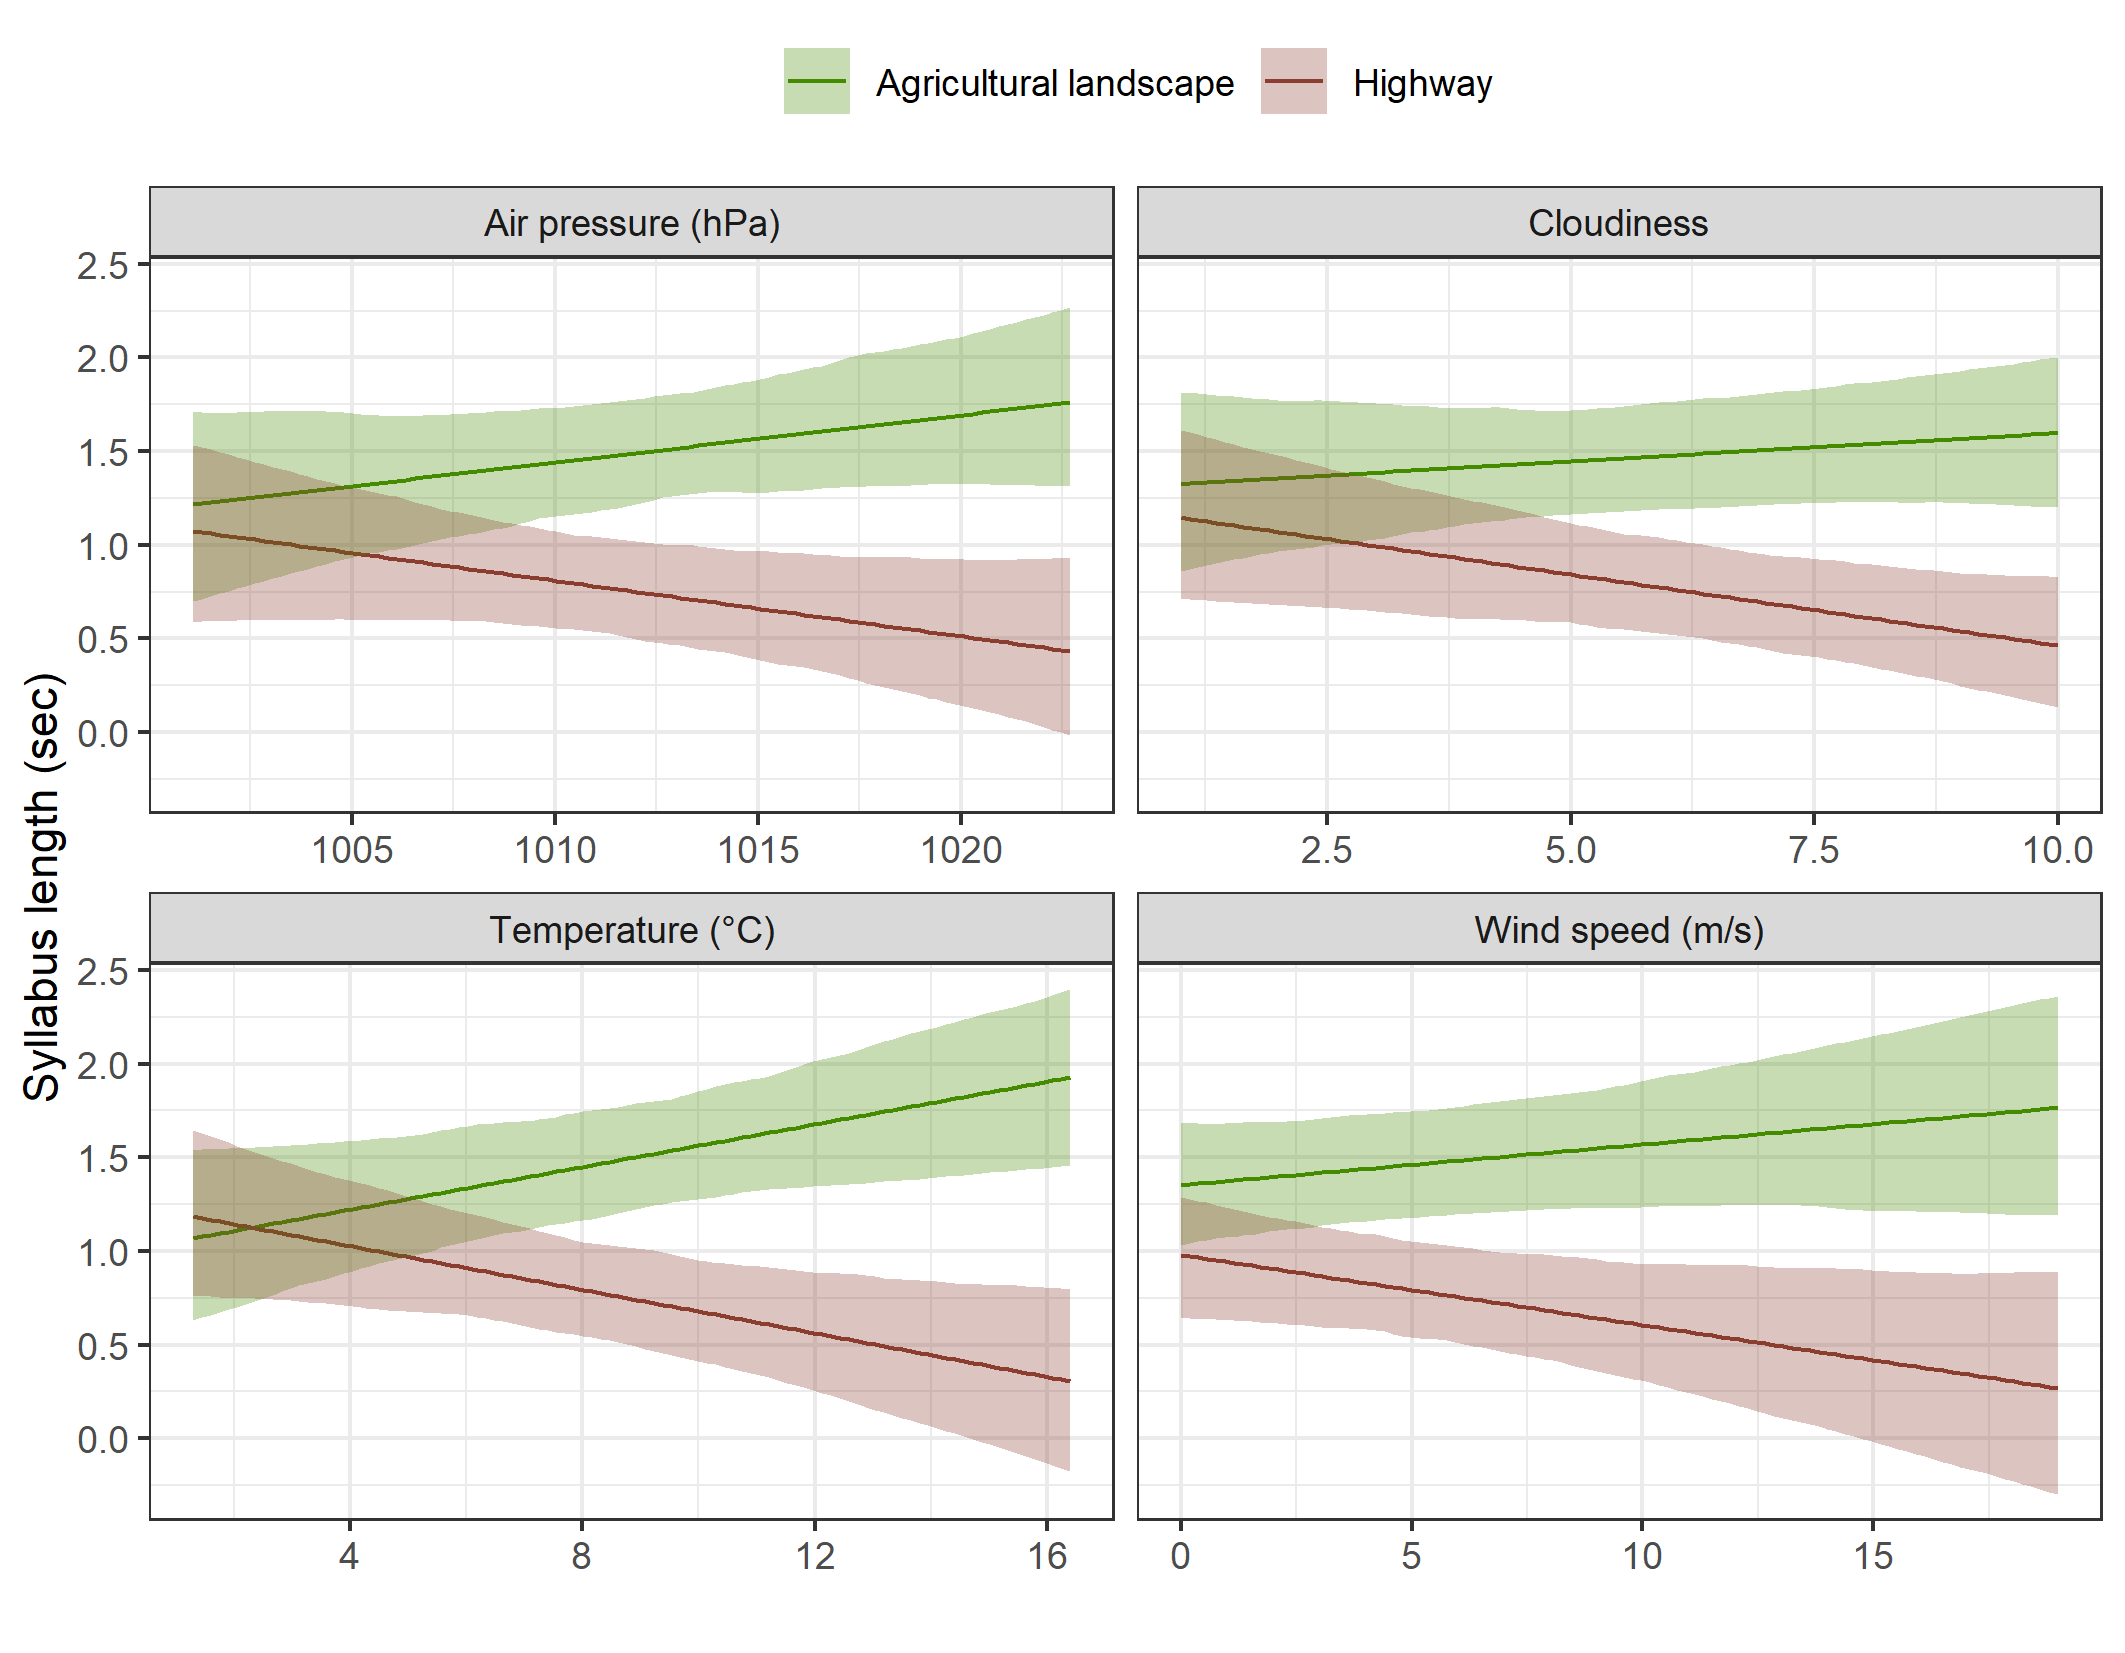 Agricultural landscape Highway
Air pressure (hPa) Cloudiness
2.5
2.0
1.5
1.0
0.5
0.0
1005 1010 1015 1020 2.5 5.0 7.5 10.0
Syllabus length (sec)
Temperature (°C) Wind speed (m/s)
2.5
2.0
1.5
1.0
0.5
0.0
4 8 12 16 0 5 10 15